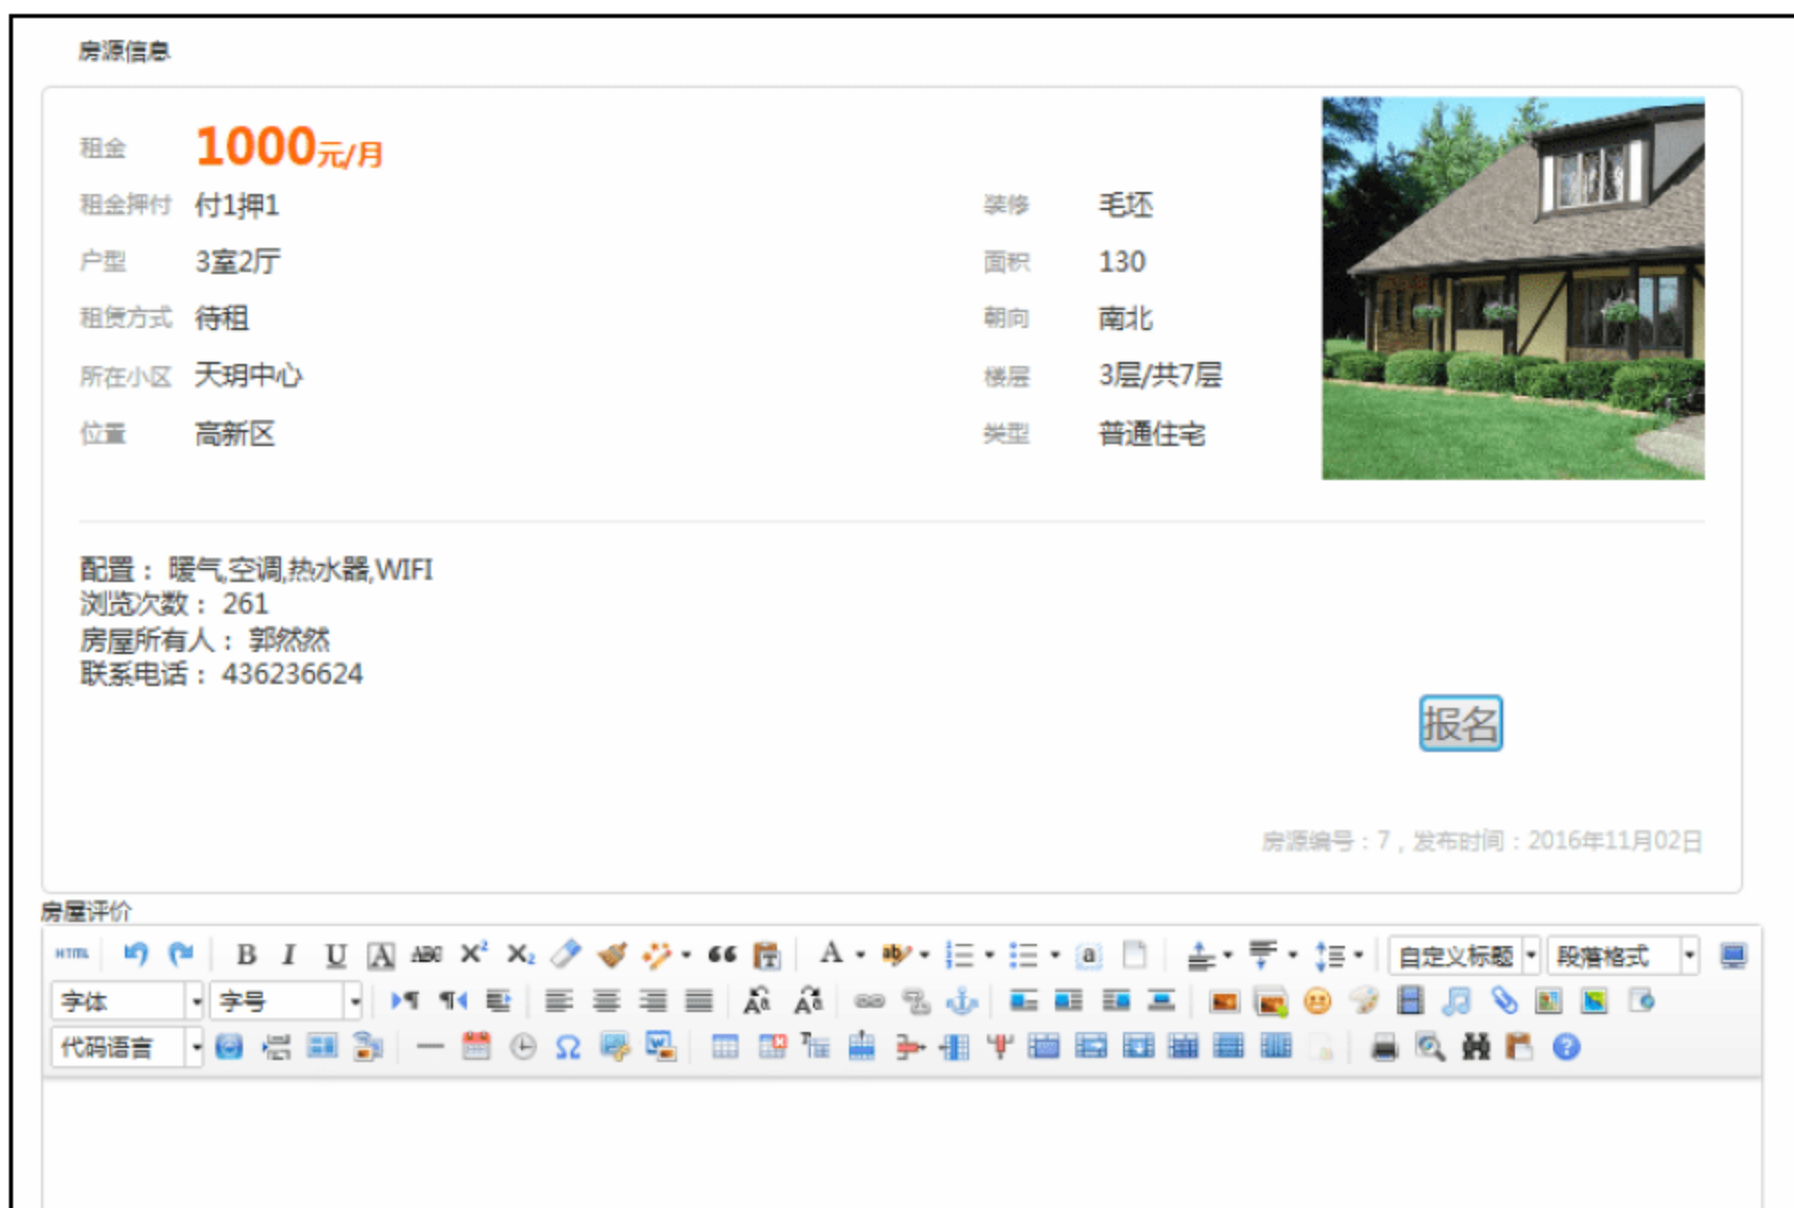 房源信息
租金 1000元/月
租金押付 付1押1 装修 毛坯
户型 3室2厅 面积 130
租赁方式 待租 朝向 南北
所在小区 天玥中心 楼层 3层/共7层
位置 高新区 类型 普通住宅
配置： 暖气,空调,热水器,WIFI
浏览次数： 261
房屋所有人： 郭然然
联系电话： 436236624
报名
房源编号：7，发布时间：2016年11月02日
房屋评价
HTML B I U A ABC X² X₂ A ab a 自定义标题 段落格式
字体 字号 Aa Aa
代码语言 Ω W T ?